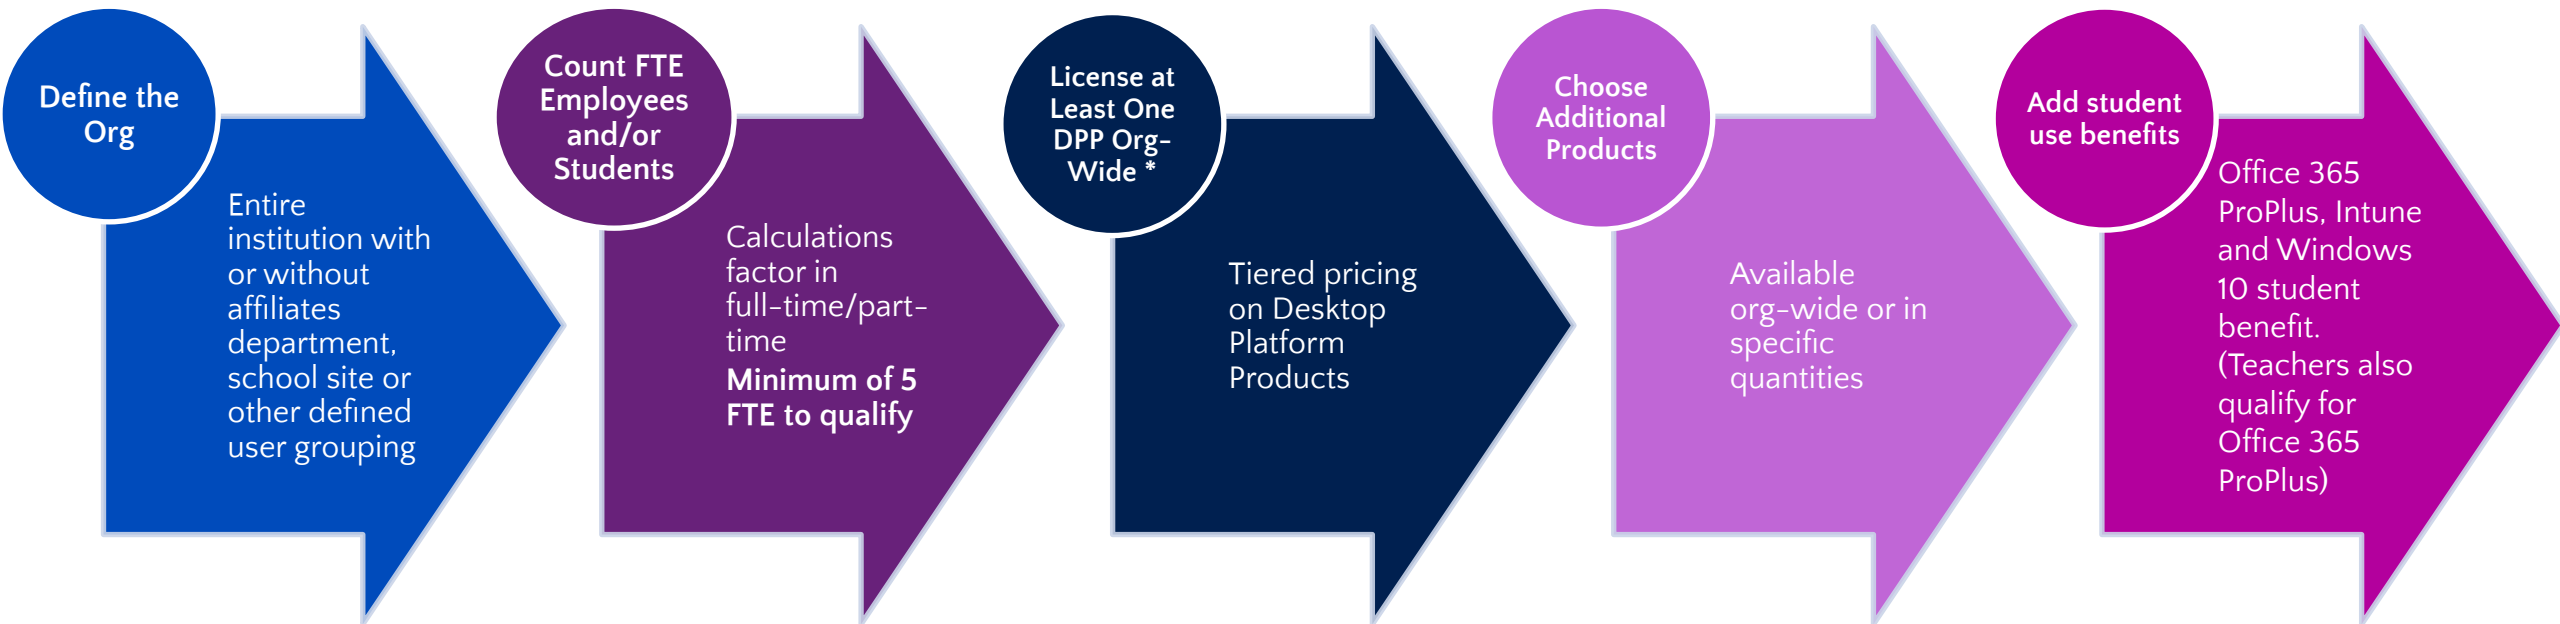 Define the
Org
Entire
institution with
or without
affiliates
department,
school site or
other defined
user grouping
Count FTE
Employees
and/or
Students
Calculations
factor in
full-time/part-
time
Minimum of 5
FTE to qualify
License at
Least One
DPP Org-
Wide *
Tiered pricing
on Desktop
Platform
Products
Choose
Additional
Products
Available
org-wide or in
specific
quantities
Add student
use benefits
Office 365
ProPlus, Intune
and Windows
10 student
benefit.
(Teachers also
qualify for
Office 365
ProPlus)